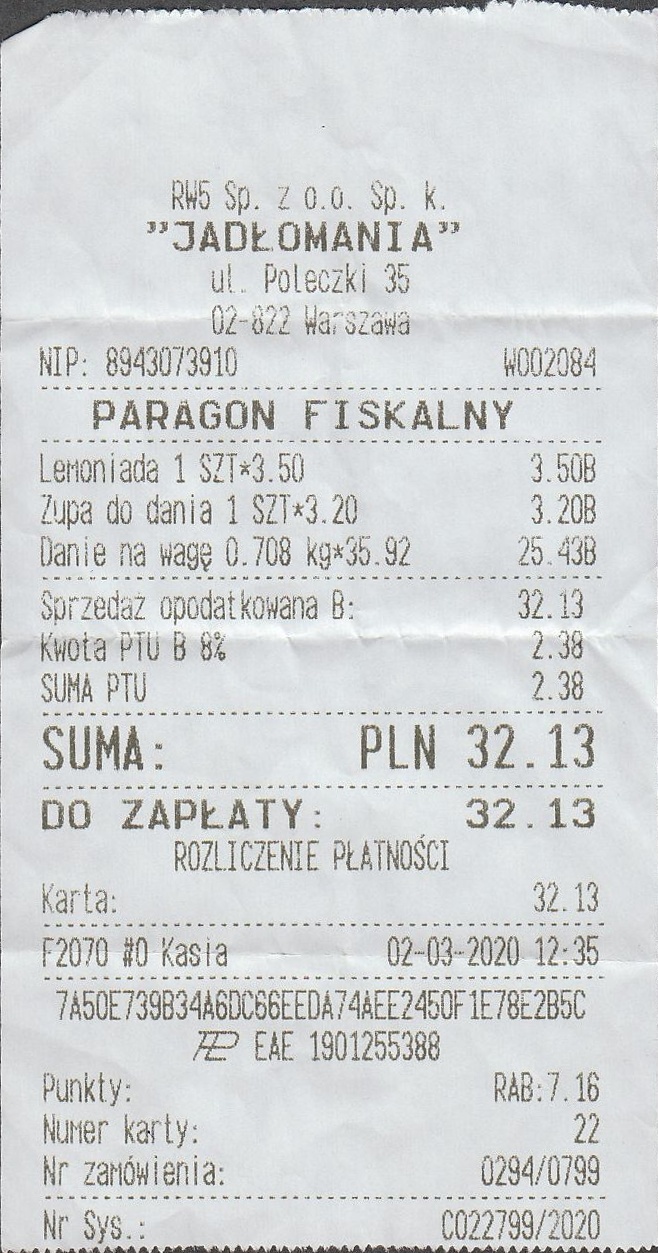 RW5 Sp. z o.o. Sp. k.
"JADŁOMANIA"
ul. Poleczki 35
02-822 Warszawa
NIP: 8943073910 W002084
PARAGON FISKALNY
Lemoniada 1 SZT*3.50 3.50B
Zupa do dania 1 SZT*3.20 3.20B
Danie na wagę 0.708 kg*35.92 25.43B
Sprzedaż opodatkowana B: 32.13
Kwota PTU B 8% 2.38
SUMA PTU 2.38
SUMA: PLN 32.13
DO ZAPŁATY: 32.13
ROZLICZENIE PŁATNOŚCI
Karta: 32.13
F2070 #0 Kasia 02-03-2020 12:35
7A50E739B34A6DC66EEDA74AEE2450F1E78E2B5C
EAE 1901255388
Punkty: RAB:7.16
Numer karty: 22
Nr zamówienia: 0294/0799
Nr Sys.: CO22799/2020